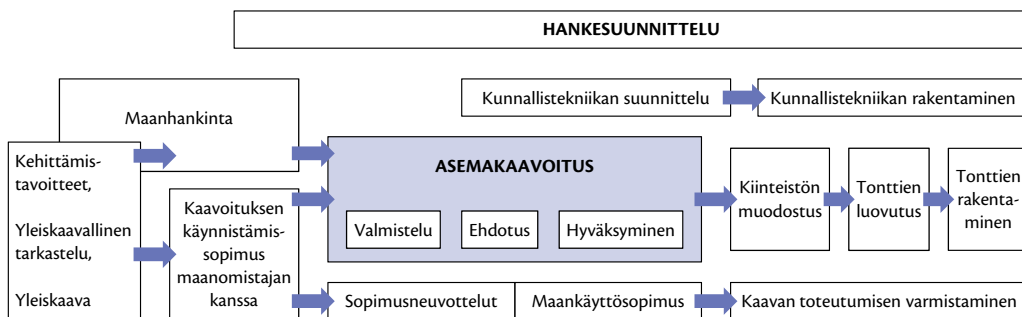 HANKESUUNNITTELU
Kunnallistekniikan suunnittelu
Kunnallistekniikan rakentaminen
Maanhankinta
Kehittämis-
tavoitteet,
Yleiskaavallinen
tarkastelu,
Yleiskaava
Kaavoituksen
käynnistämis-
sopimus
maanomistajan
kanssa
ASEMAKAAVOITUS
Valmistelu
Ehdotus
Hyväksyminen
Kiinteistön
muodostus
Tonttien
luovutus
Tonttien
rakenta-
minen
Sopimusneuvottelut
Maankäyttösopimus
Kaavan toteutumisen varmistaminen